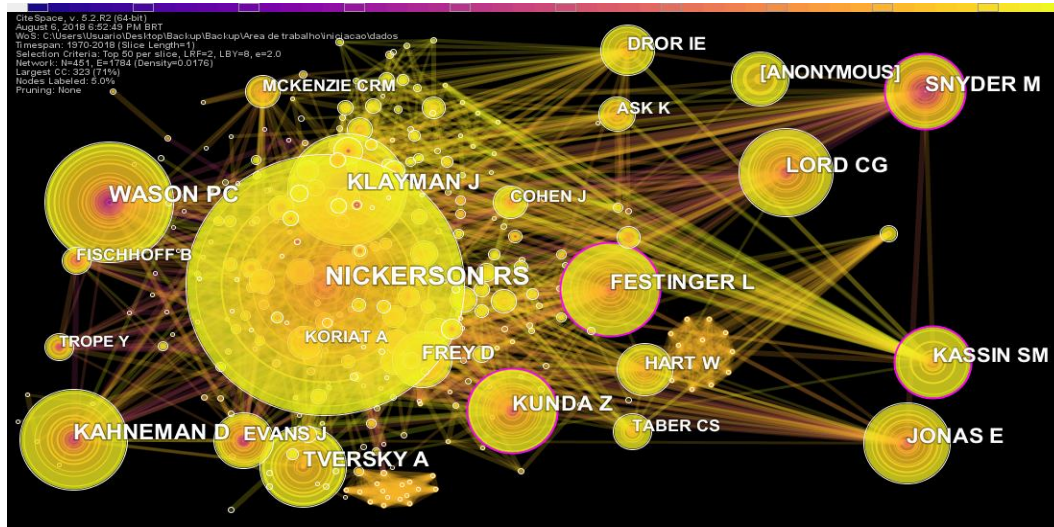 CiteSpace, v. 5.2.R2 (64-bit)
August 6, 2018 6:52:49 PM BRT
WoS: C:\Users\Usuario\Desktop\Backup\Backup\Area de trabalho\iniciacao\dados
Timespan: 1970-2018 (Slice Length=1)
Selection Criteria: Top 50 per slice, LRF=2, LBY=8, e=2.0
Network: N=451, E=1784 (Density=0.0176)
Largest CC: 323 (71%)
Nodes Labeled: 5.0%
Pruning: None
DROR IE
[ANONYMOUS]
SNYDER M
MCKENZIE CRM
ASK K
LORD CG
KLAYMAN J
WASON PC
COHEN J
FISCHHOFF B
NICKERSON RS
FESTINGER L
KORIAT A
TROPE Y
FREY D
HART W
KASSIN SM
KUNDA Z
TABER CS
KAHNEMAN D
EVANS J
JONAS E
TVERSKY A